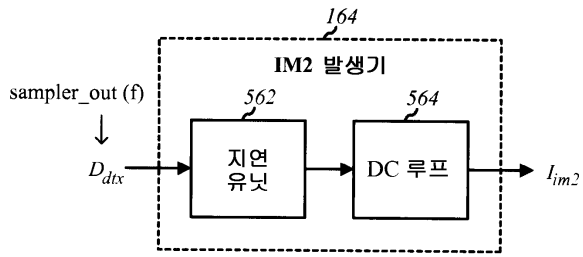 164
IM2 발생기
sampler_out (f)
562
564
D_dtx
지연
유닛
DC 루프
I_im2